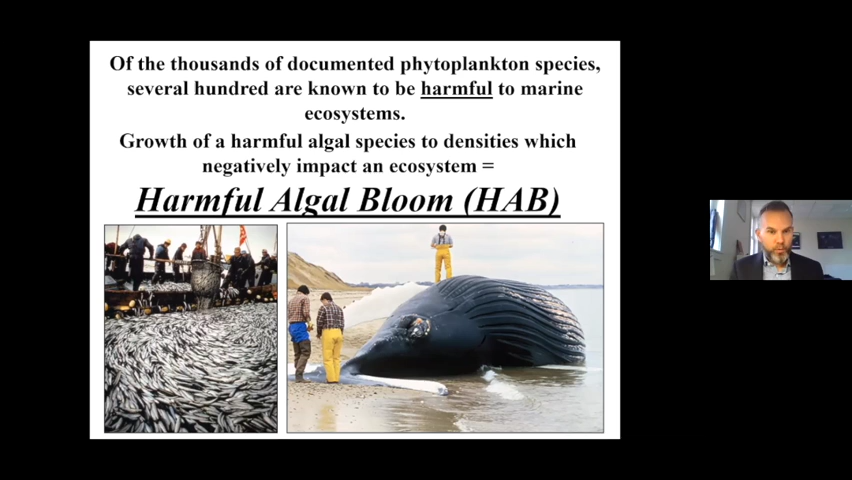 Of the thousands of documented phytoplankton species,
several hundred are known to be harmful to marine
ecosystems.
Growth of a harmful algal species to densities which
negatively impact an ecosystem =
Harmful Algal Bloom (HAB)